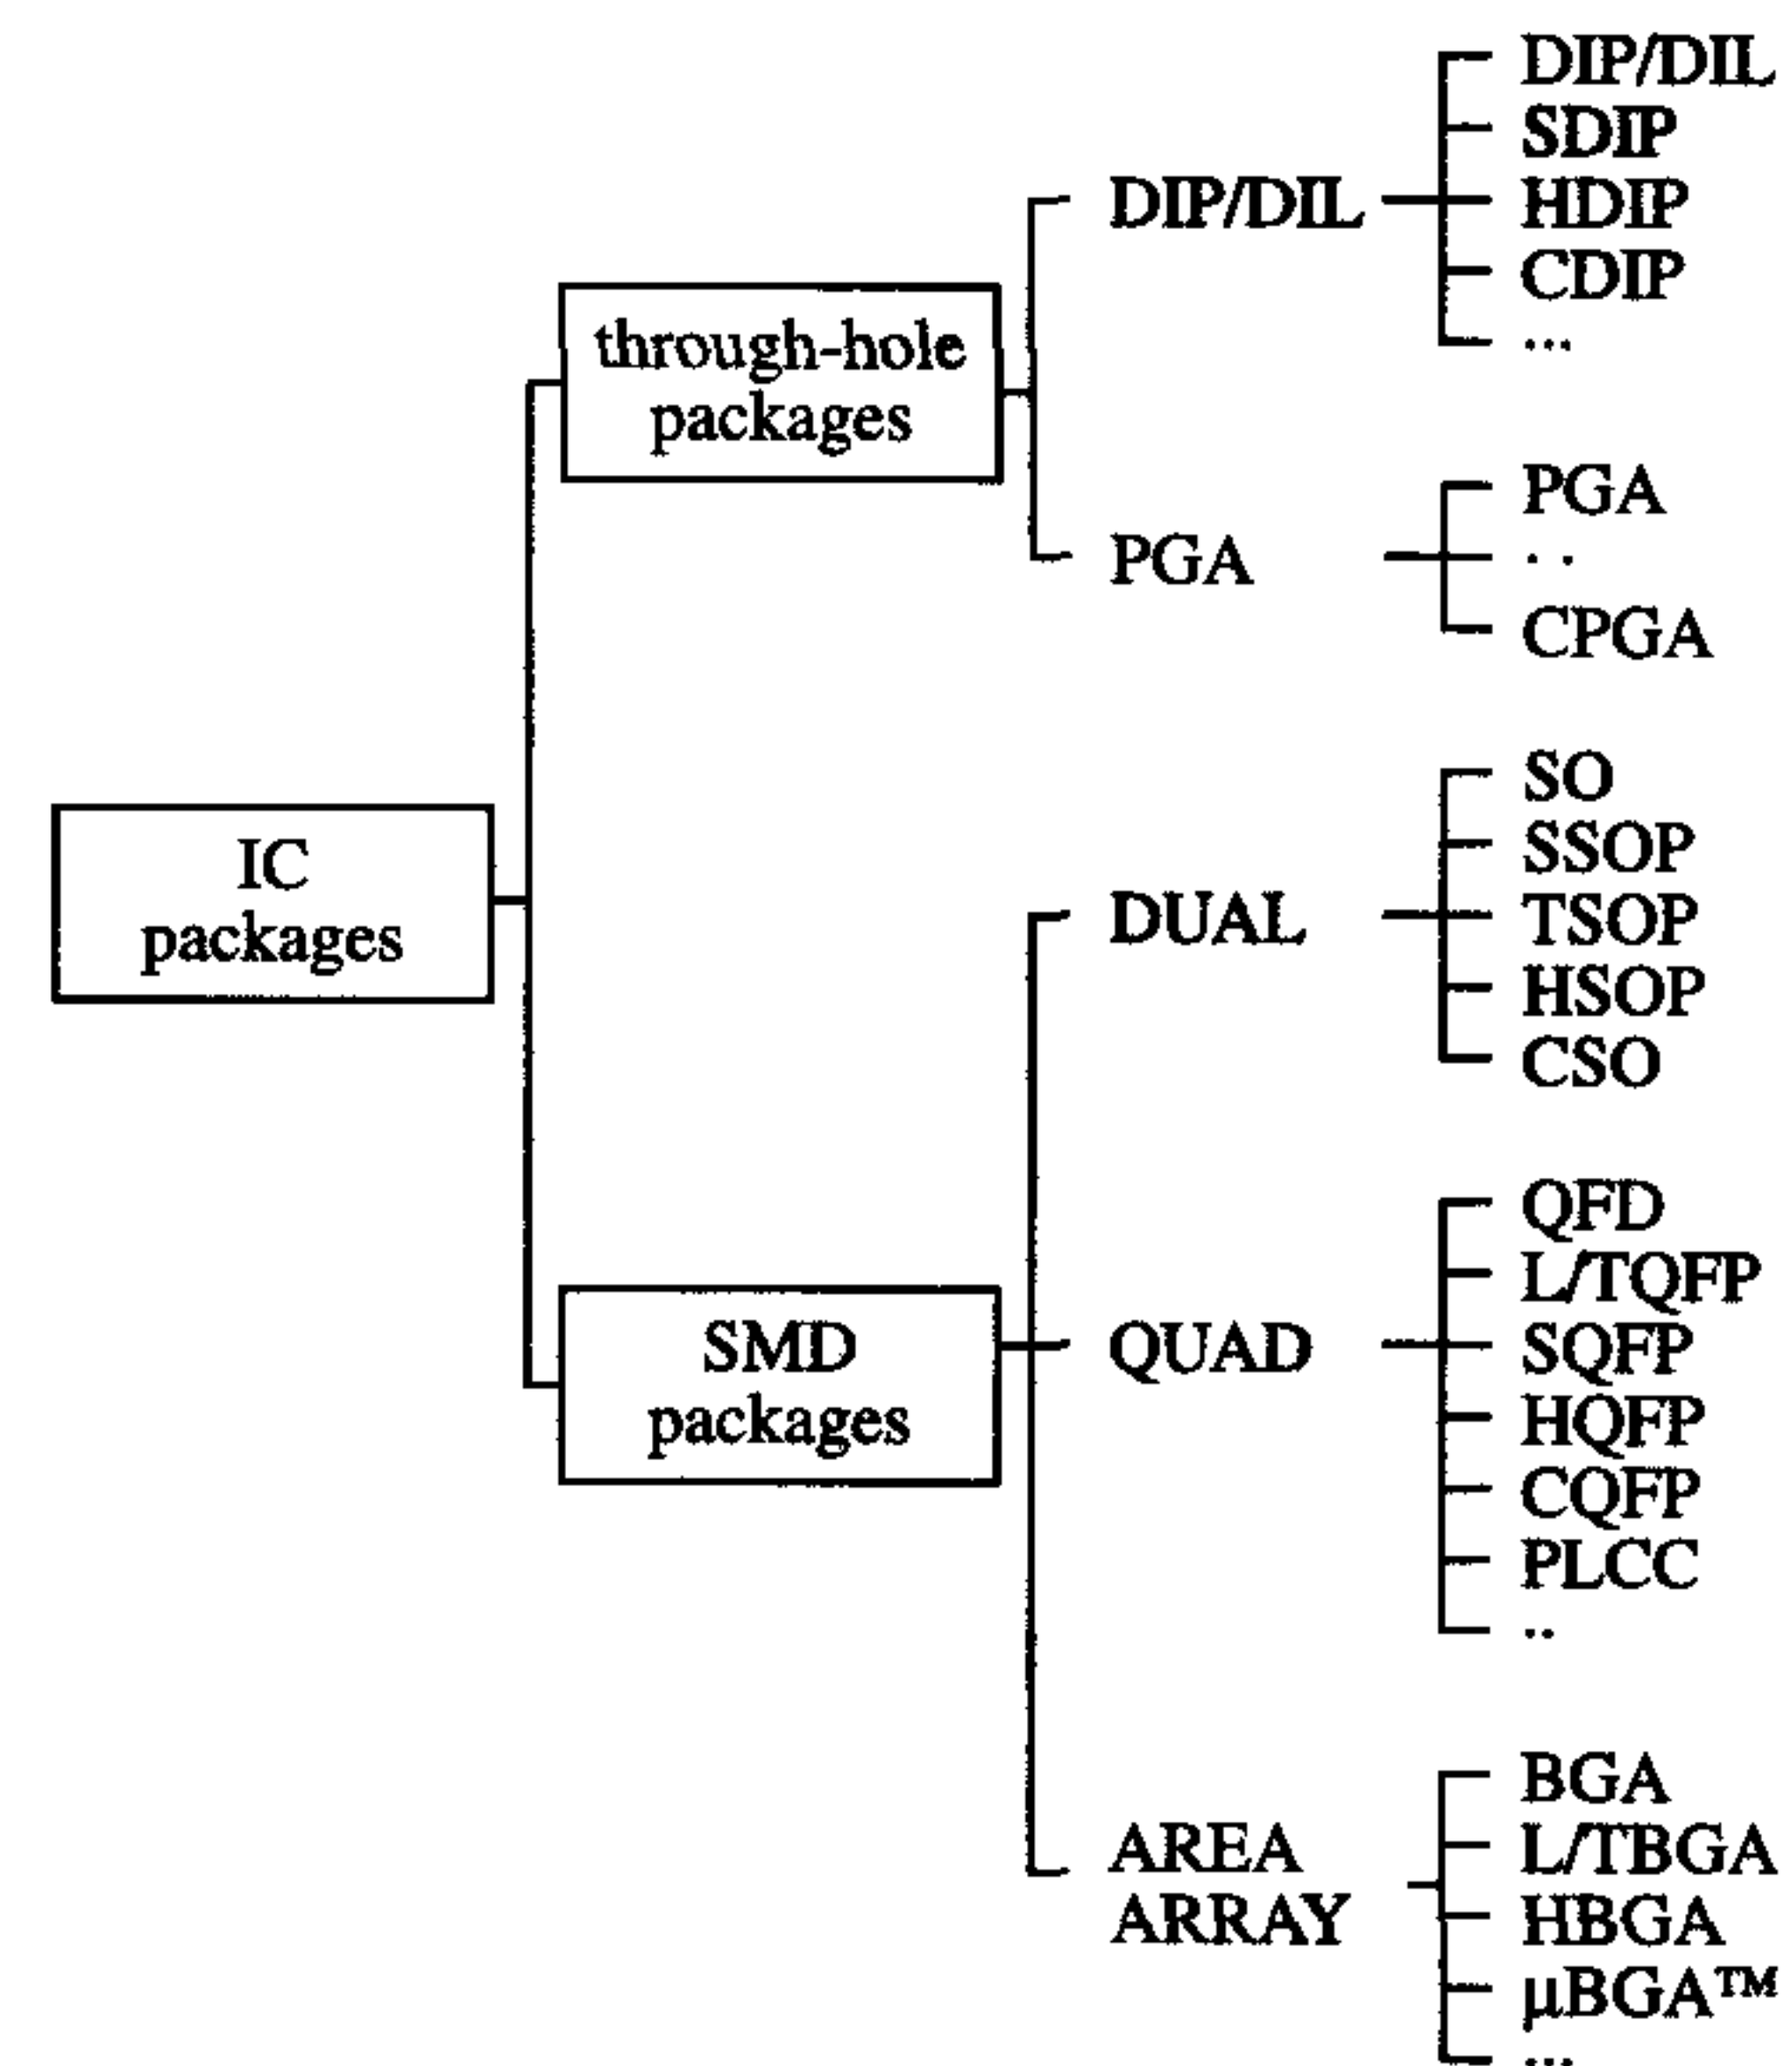 DIP/DIL
SDIP
DIP/DIL
HDIP
CDIP
...
through-hole
packages
PGA
PGA
. .
CPGA
IC
packages
SO
SSOP
DUAL
TSOP
HSOP
CSO
QFD
L/TQFP
SMD
packages
QUAD
SQFP
HQFP
CQFP
PLCC
..
AREA
ARRAY
BGA
L/TBGA
HBGA
µBGA™
...